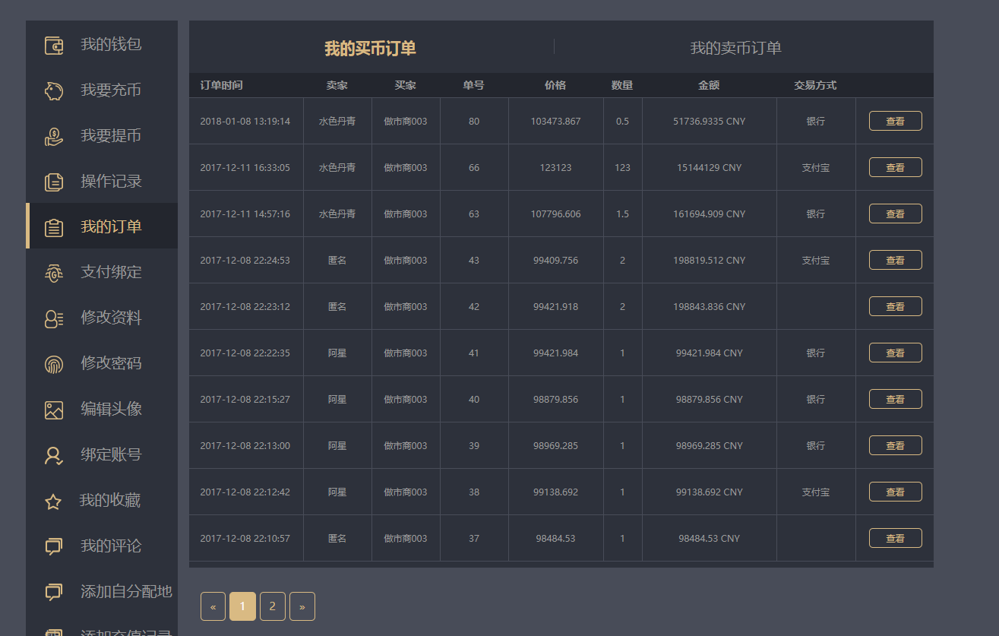 我的钱包
我要充币
我要提币
操作记录
我的订单
支付绑定
修改资料
修改密码
编辑头像
绑定账号
我的收藏
我的评论
添加自分配地
添加充值记录
我的买币订单 我的卖币订单
订单时间 卖家 买家 单号 价格 数量 金额 交易方式
2018-01-08 13:19:14 水色丹青 做市商003 80 103473.867 0.5 51736.9335 CNY 银行 查看
2017-12-11 16:33:05 水色丹青 做市商003 66 123123 123 15144129 CNY 支付宝 查看
2017-12-11 14:57:16 水色丹青 做市商003 63 107796.606 1.5 161694.909 CNY 银行 查看
2017-12-08 22:24:53 匿名 做市商003 43 99409.756 2 198819.512 CNY 支付宝 查看
2017-12-08 22:23:12 匿名 做市商003 42 99421.918 2 198843.836 CNY 查看
2017-12-08 22:22:35 阿星 做市商003 41 99421.984 1 99421.984 CNY 银行 查看
2017-12-08 22:15:27 阿星 做市商003 40 98879.856 1 98879.856 CNY 银行 查看
2017-12-08 22:13:00 阿星 做市商003 39 98969.285 1 98969.285 CNY 银行 查看
2017-12-08 22:12:42 阿星 做市商003 38 99138.692 1 99138.692 CNY 支付宝 查看
2017-12-08 22:10:57 匿名 做市商003 37 98484.53 1 98484.53 CNY 查看
« 1 2 »